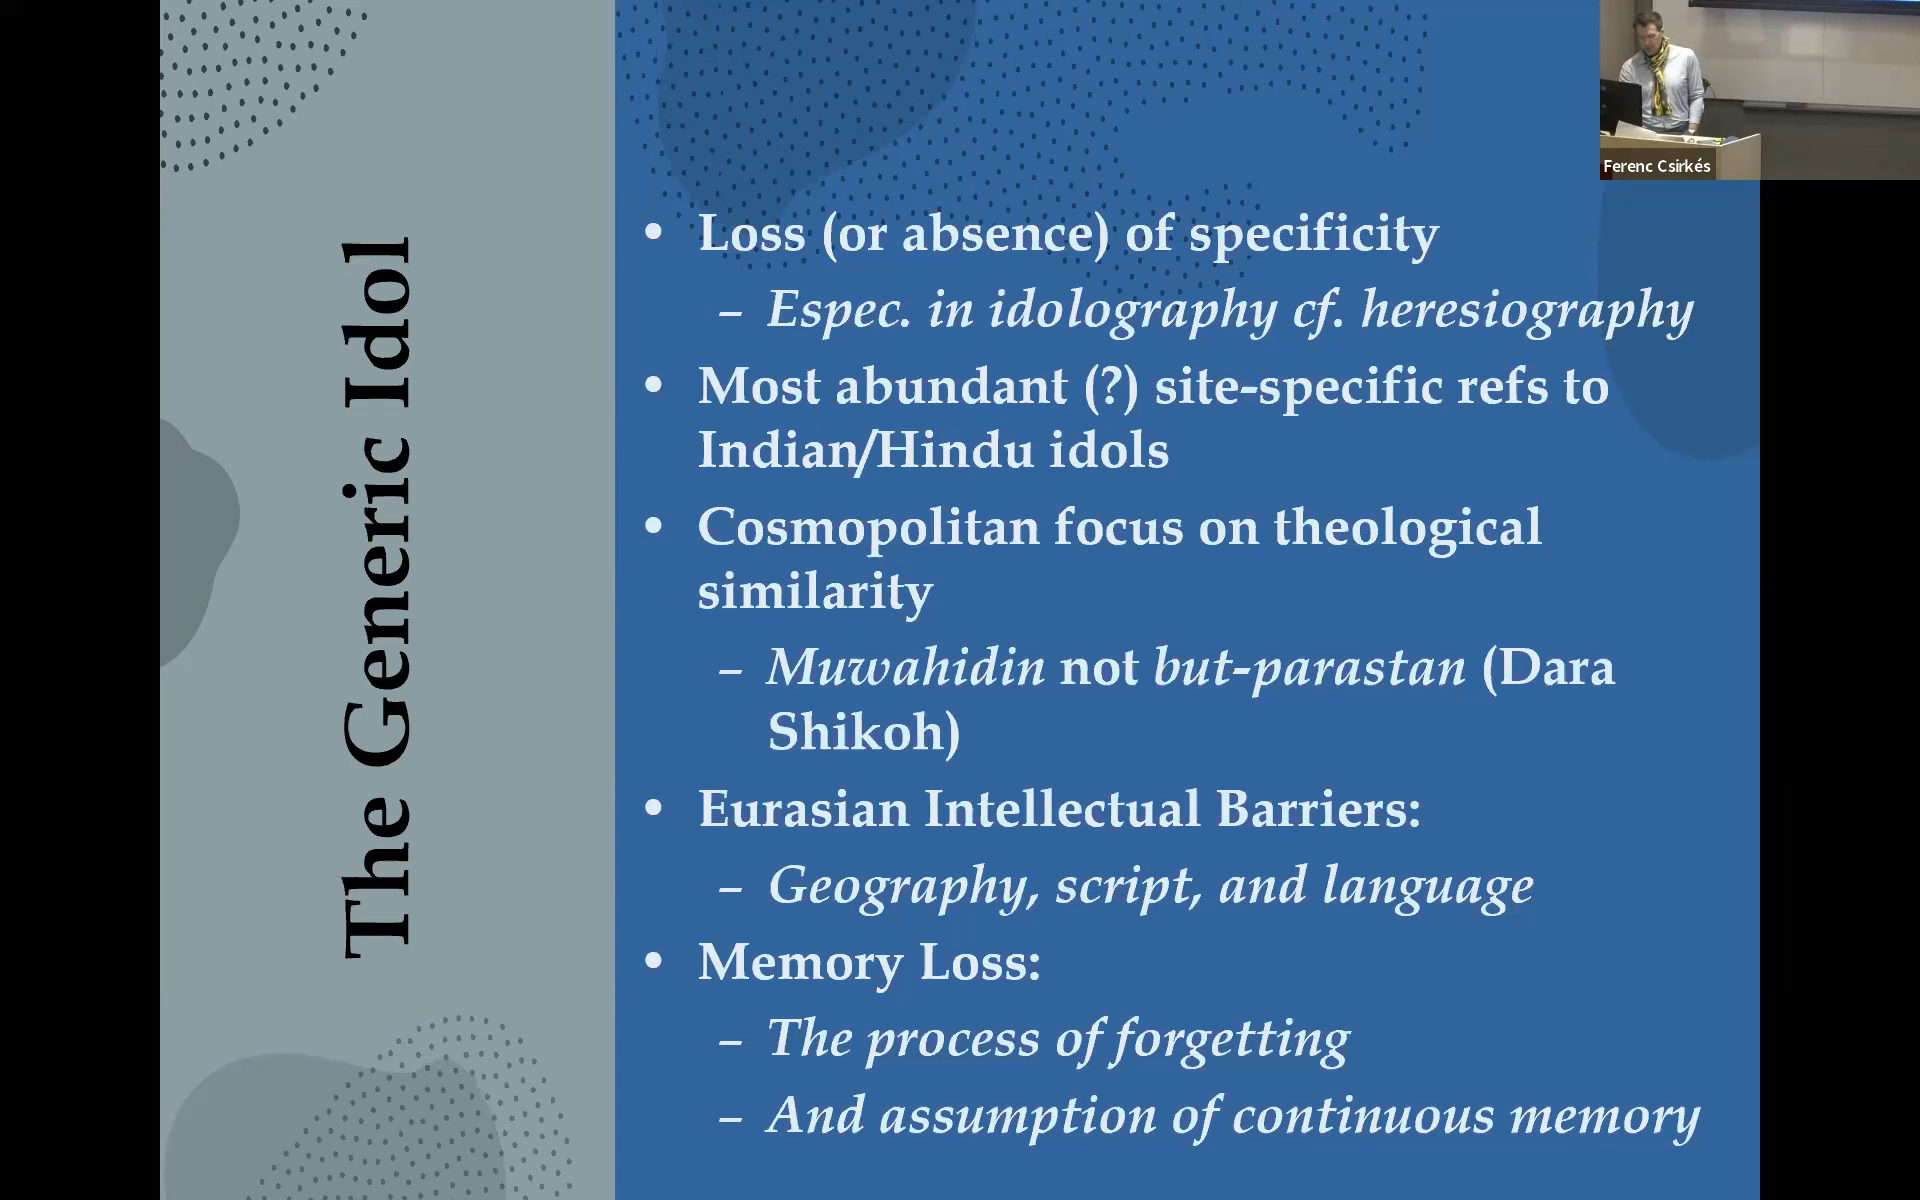 The Generic Idol
• Loss (or absence) of specificity
– Espec. in idolography cf. heresiography
• Most abundant (?) site-specific refs to
Indian/Hindu idols
• Cosmopolitan focus on theological
similarity
– Muwahidin not but-parastan (Dara
Shikoh)
• Eurasian Intellectual Barriers:
– Geography, script, and language
• Memory Loss:
– The process of forgetting
– And assumption of continuous memory
Ferenc Csirkés